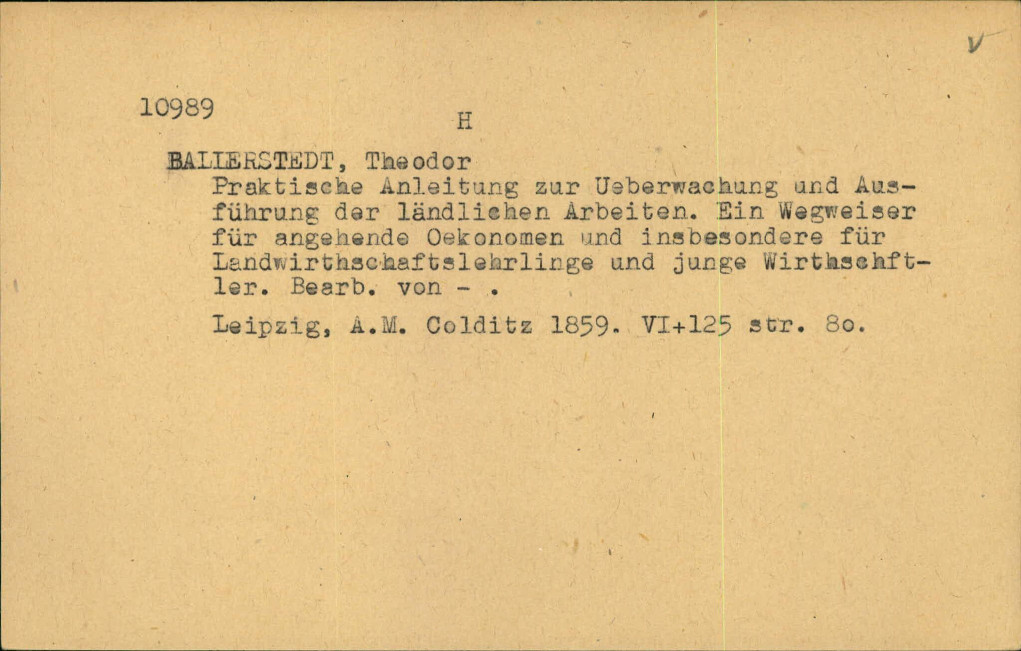 v
10989
H
BALLERSTEDT, Theodor
Praktische Anleitung zur Ueberwachung und Aus-
führung der ländlichen Arbeiten. Ein Wegweiser
für angehende Oekonomen und insbesondere für
Landwirthschaftslehrlinge und junge Wirthschft-
ler. Bearb. von - .
Leipzig, A.M. Colditz 1859. VI+125 str. 8o.